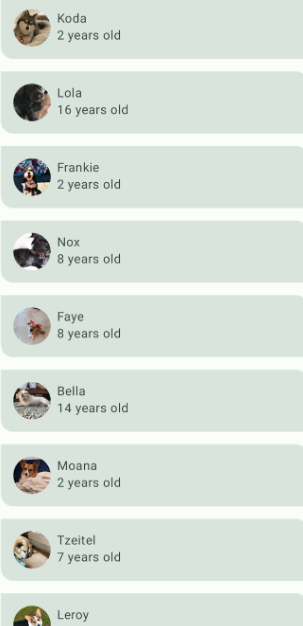 Koda
2 years old
Lola
16 years old
Frankie
2 years old
Nox
8 years old
Faye
8 years old
Bella
14 years old
Moana
2 years old
Tzeitel
7 years old
Leroy